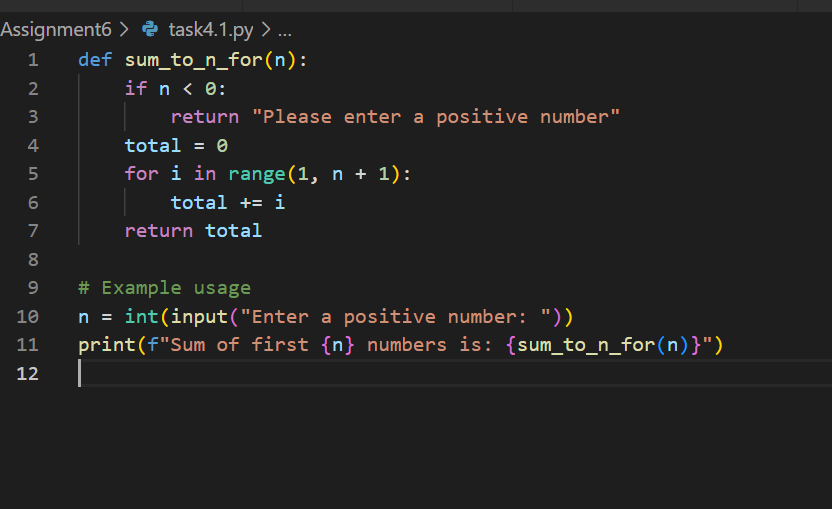 Assignment6 > task4.1.py > ...
1 def sum_to_n_for(n):
2     if n < 0:
3         return "Please enter a positive number"
4     total = 0
5     for i in range(1, n + 1):
6         total += i
7     return total
8
9 # Example usage
10 n = int(input("Enter a positive number: "))
11 print(f"Sum of first {n} numbers is: {sum_to_n_for(n)}")
12